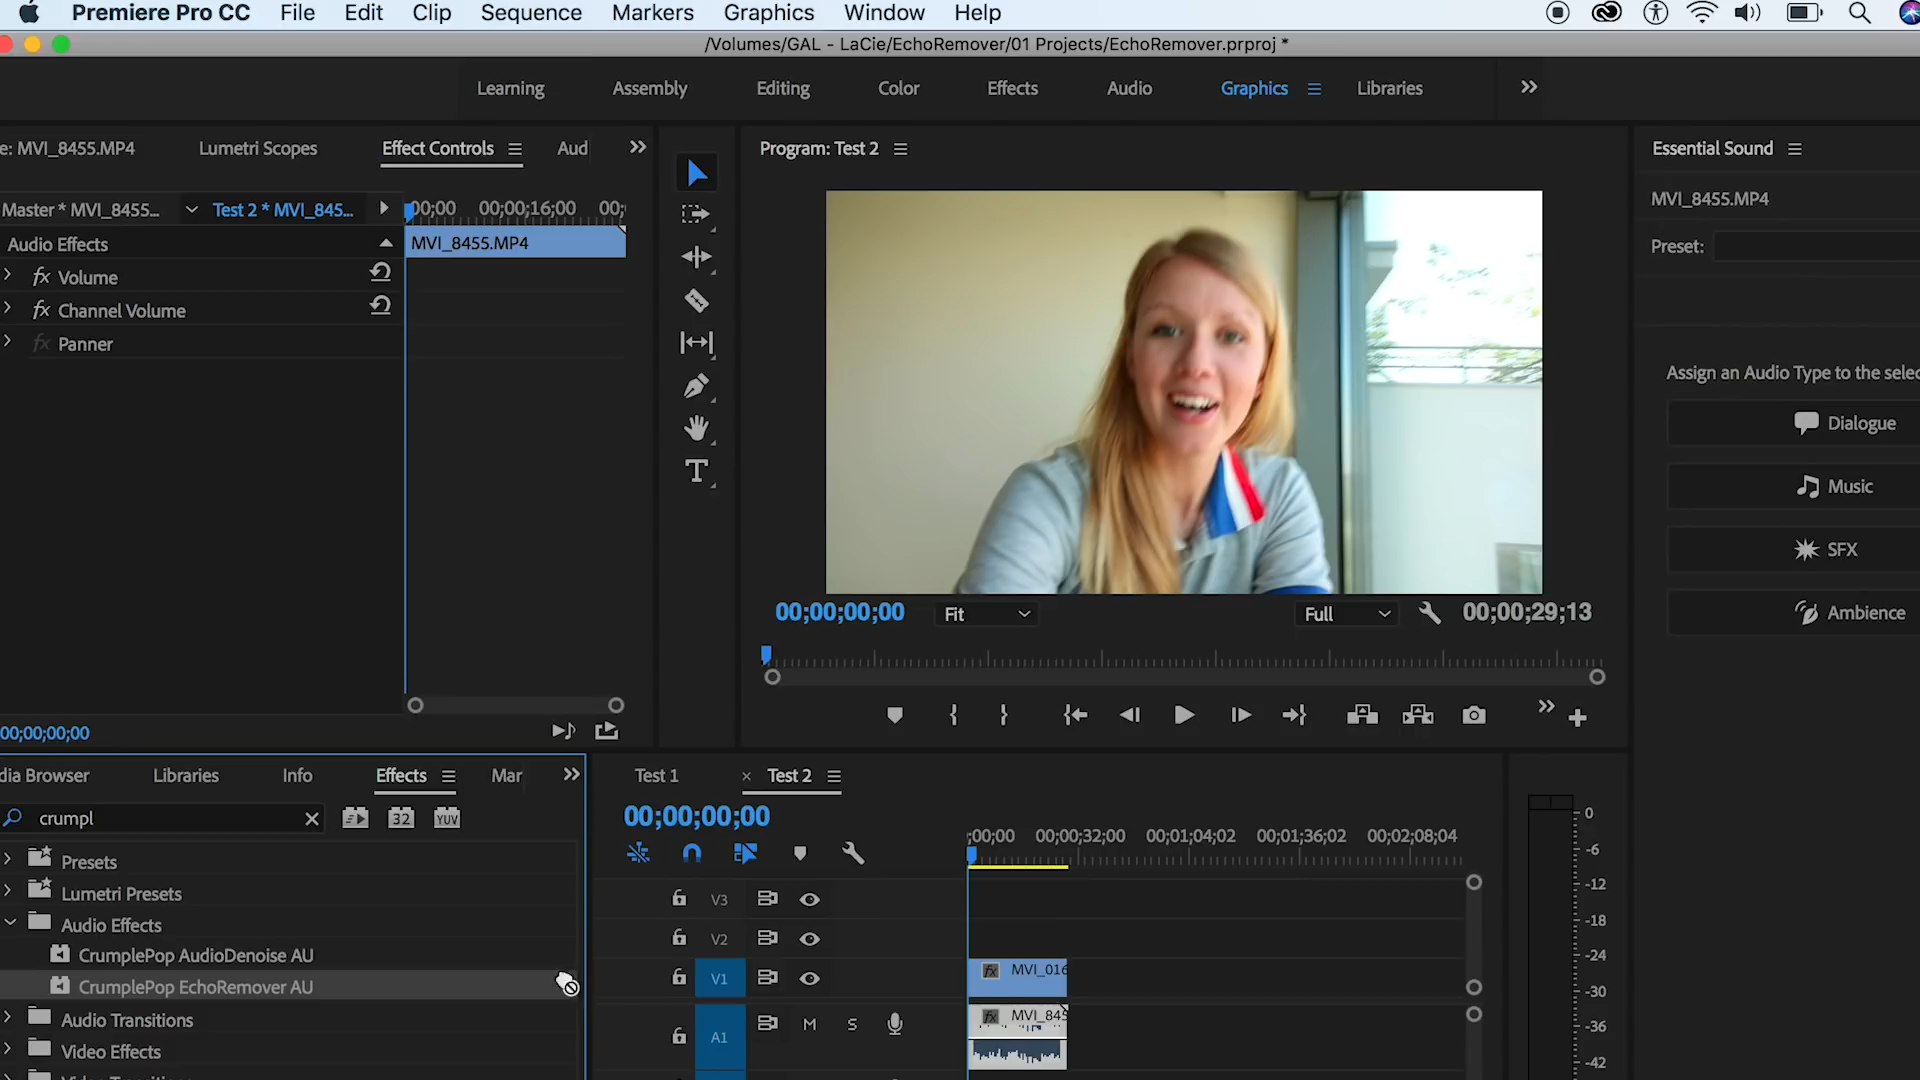 Premiere Pro CC File Edit Clip Sequence Markers Graphics Window Help
/Volumes/GAL - LaCie/EchoRemover/01 Projects/EchoRemover.prproj *
Learning Assembly Editing Color Effects Audio Graphics Libraries
e: MVI_8455.MP4 Lumetri Scopes Effect Controls Aud
Master * MVI_8455... Test 2 * MVI_845... 00;00 00;00;16;00 00;
Audio Effects MVI_8455.MP4
fx Volume
fx Channel Volume
fx Panner
00;00;00;00
Program: Test 2
00;00;00;00 Fit Full 00;00;29;13
Essential Sound
MVI_8455.MP4
Preset:
Assign an Audio Type to the selec
Dialogue
Music
SFX
Ambience
dia Browser Libraries Info Effects Mar
crumpl 32 YUV
Presets
Lumetri Presets
Audio Effects
CrumplePop AudioDenoise AU
CrumplePop EchoRemover AU
Audio Transitions
Video Effects
Test 1 × Test 2
00;00;00;00
;00;00 00;00;32;00 00;01;04;02 00;01;36;02 00;02;08;04
V3
V2
V1 fx MVI_016
A1 M S fx MVI_845
0
-6
-12
-18
-24
-30
-36
-42